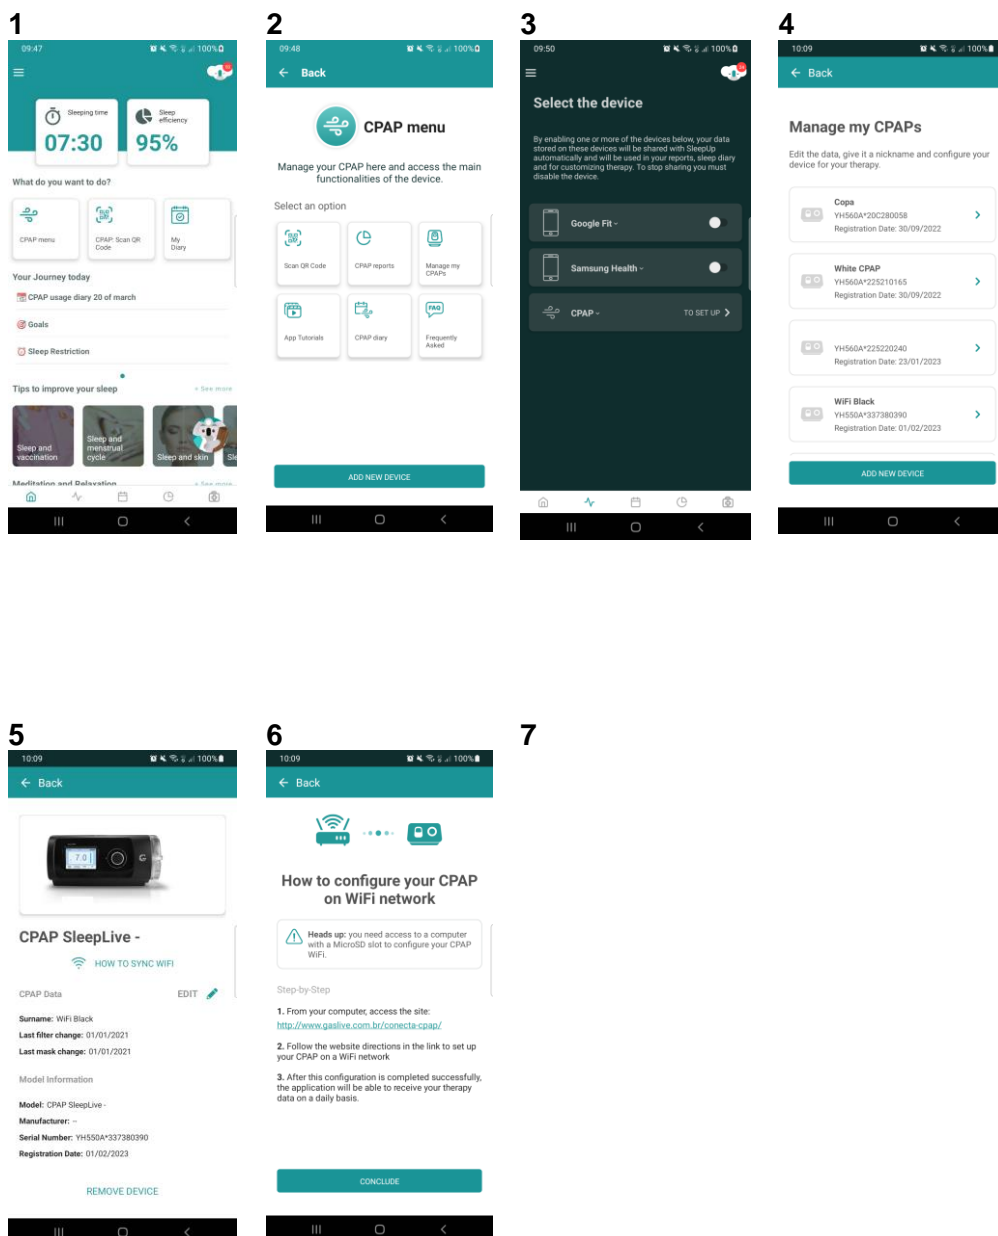 1
09:47
100%
Sleeping time
07:30
Sleep
efficiency
95%
What do you want to do?
CPAP menu
CPAP: Scan QR
Code
My
Diary
Your Journey today
CPAP usage diary 20 of march
Goals
Sleep Restriction
Tips to improve your sleep
+ See more
Sleep and
vaccination
Sleep and
menstrual
cycle
Sleep and skin
Sle
Meditation and Relaxation
+ See more
2
09:48
100%
← Back
CPAP menu
Manage your CPAP here and access the main
functionalities of the device.
Select an option
Scan QR Code
CPAP reports
Manage my
CPAPs
App Tutorials
CPAP diary
FAQ
Frequently
Asked
ADD NEW DEVICE
3
09:50
100%
Select the device
By enabling one or more of the devices below, your data
stored on these devices will be shared with SleepUp
automatically and will be used in your reports, sleep diary
and for customizing therapy. To stop sharing you must
disable the device.
Google Fit
Samsung Health
CPAP
TO SET UP
4
10:09
100%
← Back
Manage my CPAPs
Edit the data, give it a nickname and configure your
device for your therapy.
Copa
YH560A*20C280058
Registration Date: 30/09/2022
White CPAP
YH560A*225210165
Registration Date: 30/09/2022
YH560A*225220240
Registration Date: 23/01/2023
WiFi Black
YH550A*337380390
Registration Date: 01/02/2023
ADD NEW DEVICE
5
10:09
100%
← Back
7.0
G
CPAP SleepLive -
HOW TO SYNC WIFI
CPAP Data
EDIT
Surname: WiFi Black
Last filter change: 01/01/2021
Last mask change: 01/01/2021
Model Information
Model: CPAP SleepLive -
Manufacturer: --
Serial Number: YH550A*337380390
Registration Date: 01/02/2023
REMOVE DEVICE
6
10:09
100%
← Back
How to configure your CPAP
on WiFi network
Heads up: you need access to a computer
with a MicroSD slot to configure your CPAP
WiFi.
Step-by-Step
1. From your computer, access the site:
http://www.gaslive.com.br/conecta-cpap/
2. Follow the website directions in the link to set up
your CPAP on a WiFi network
3. After this configuration is completed successfully,
the application will be able to receive your therapy
data on a daily basis.
CONCLUDE
7